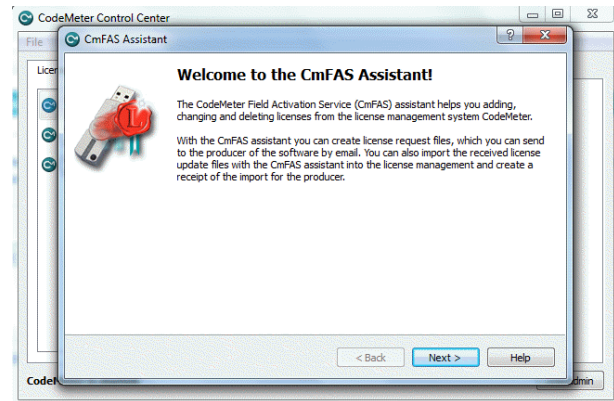 CodeMeter Control Center
File
CmFAS Assistant
Welcome to the CmFAS Assistant!
The CodeMeter Field Activation Service (CmFAS) assistant helps you adding,
changing and deleting licenses from the license management system CodeMeter.
With the CmFAS assistant you can create license request files, which you can send
to the producer of the software by email. You can also import the received license
update files with the CmFAS assistant into the license management and create a
receipt of the import for the producer.
< Back
Next >
Help